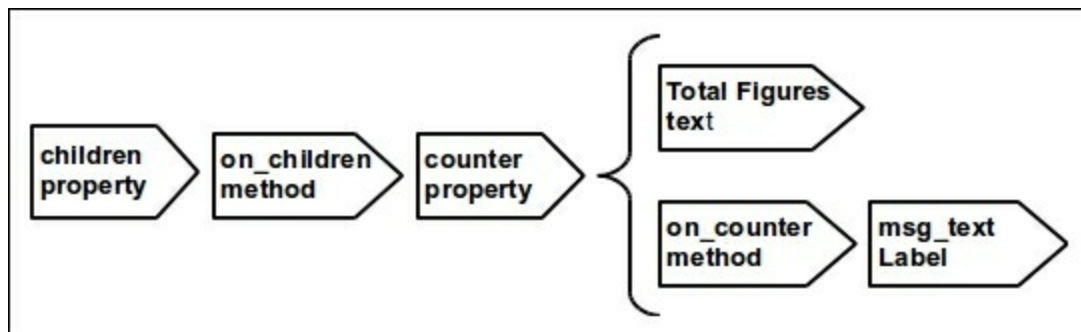 children
property
on_children
method
counter
property
Total Figures
text
on_counter
method
msg_text
Label